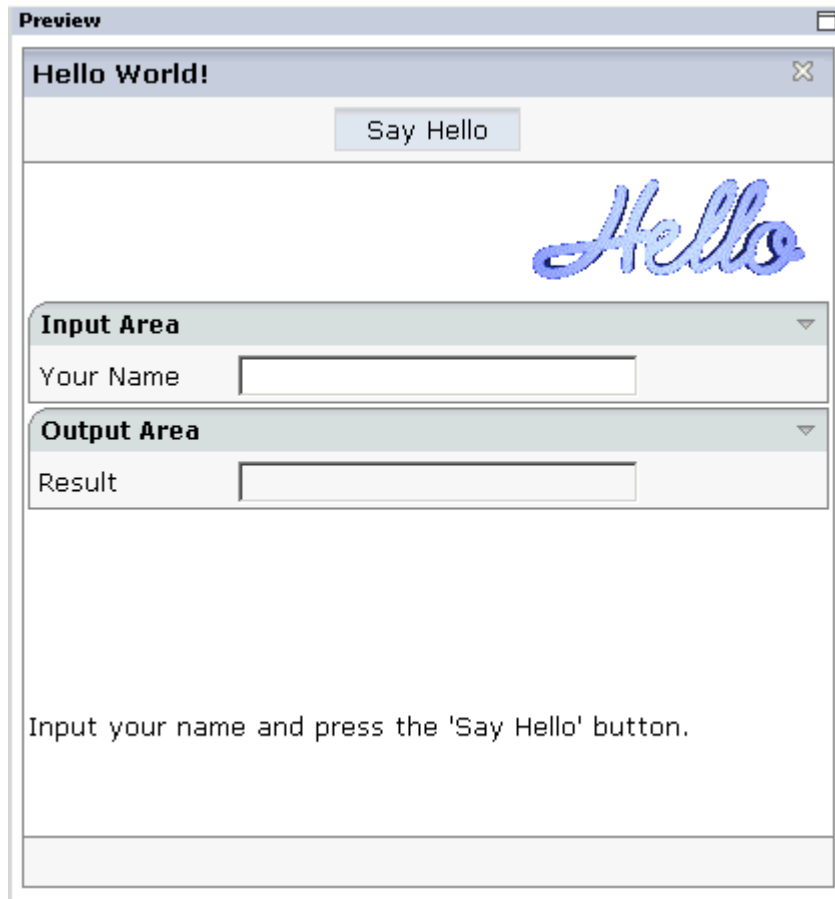 Preview
Hello World!
Say Hello
Hello
Input Area
Your Name
Output Area
Result
Input your name and press the 'Say Hello' button.